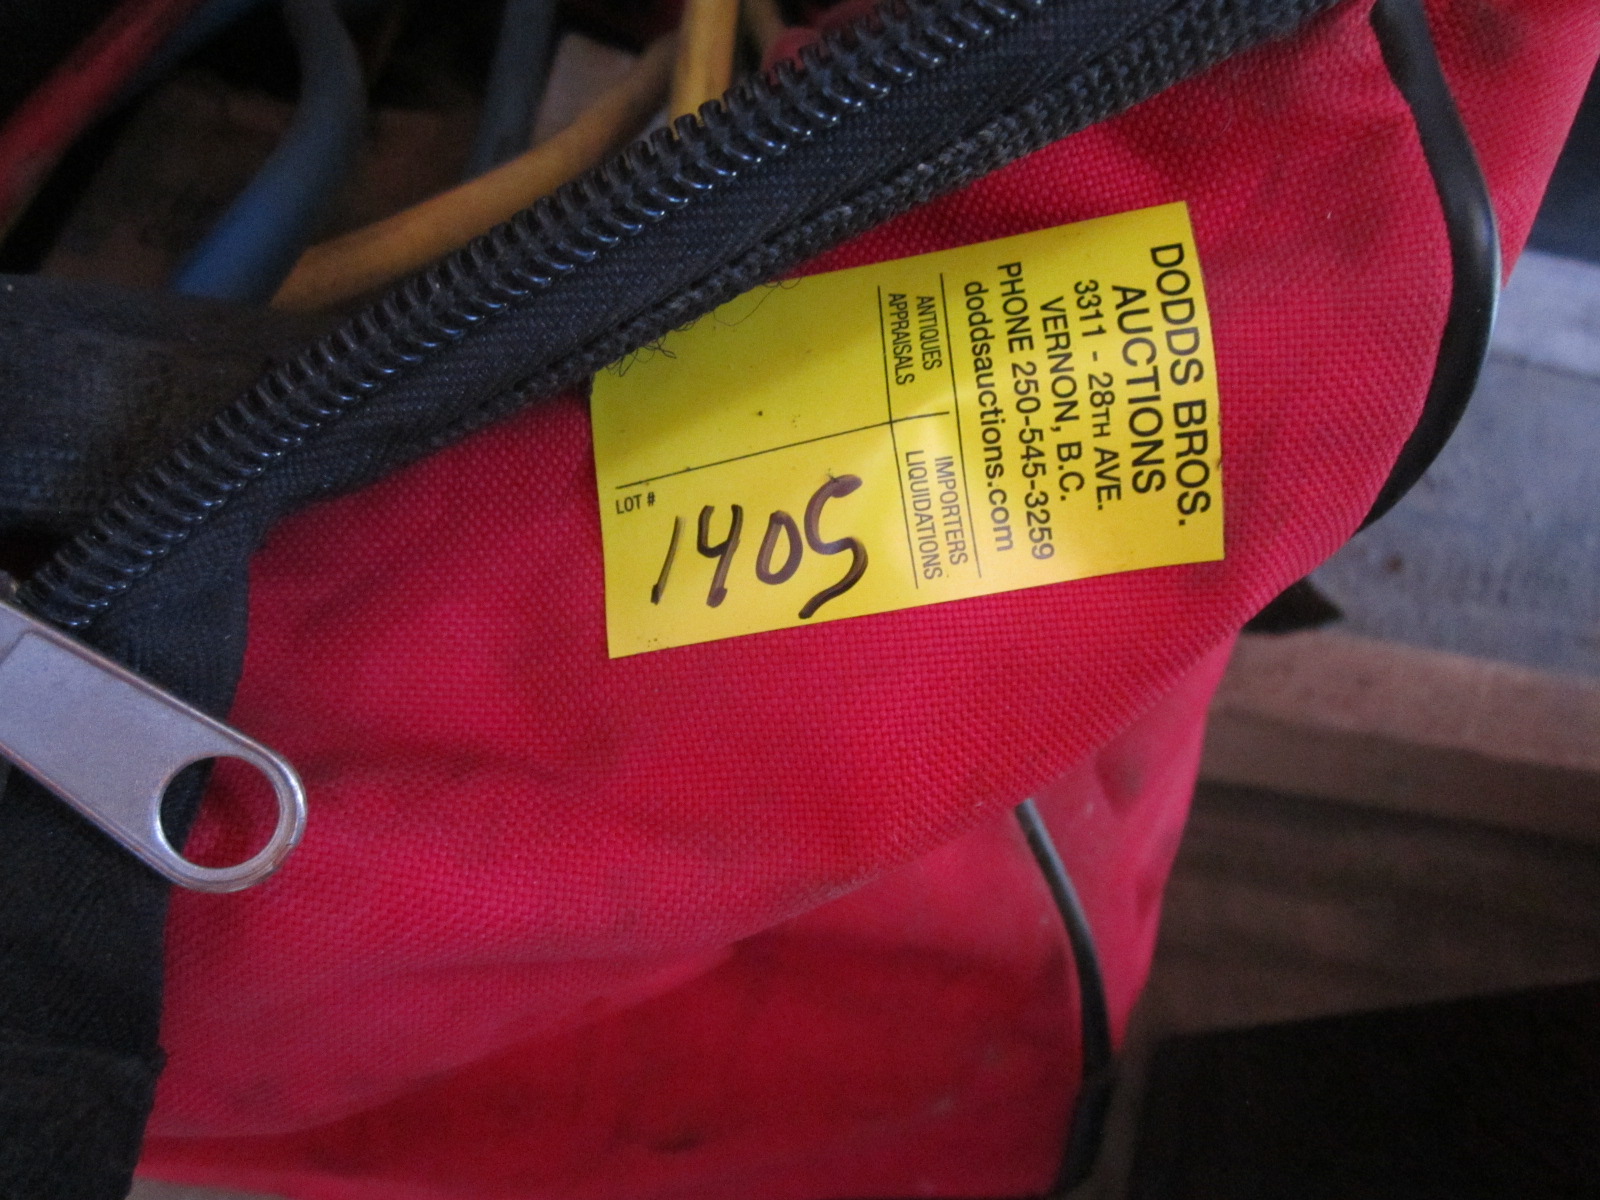 DODDS BROS.
AUCTIONS
3311 - 28TH AVE.
VERNON, B.C.
PHONE 250-545-3259
doddsauctions.com
ANTIQUES
APPRAISALS
IMPORTERS
LIQUIDATIONS
LOT #
1405